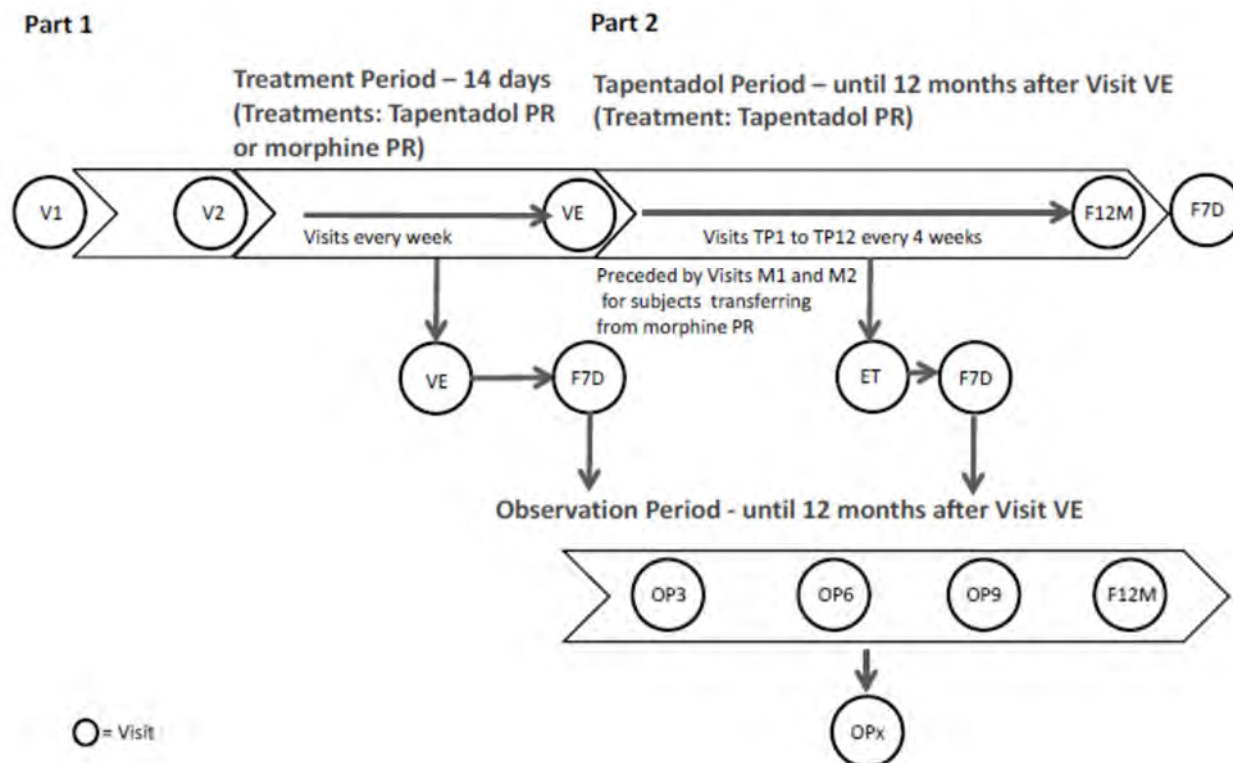 Part 1
Part 2
Treatment Period – 14 days
(Treatments: Tapentadol PR
or morphine PR)
Tapentadol Period – until 12 months after Visit VE
(Treatment: Tapentadol PR)
V1
V2
Visits every week
VE
Visits TP1 to TP12 every 4 weeks
F12M
F7D
Preceded by Visits M1 and M2
for subjects transferring
from morphine PR
VE
F7D
ET
F7D
Observation Period - until 12 months after Visit VE
OP3
OP6
OP9
F12M
OPx
= Visit